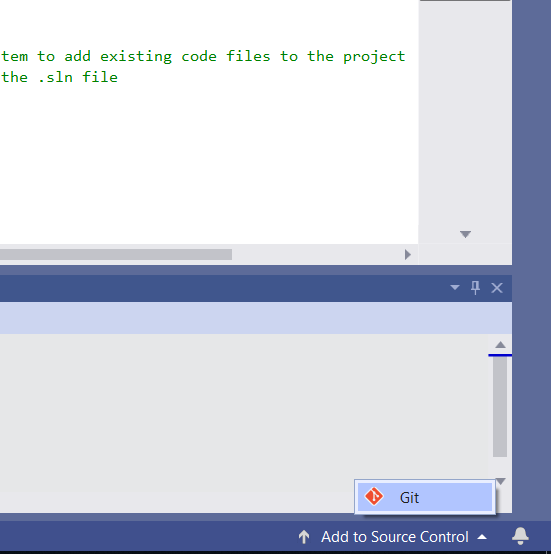 tem to add existing code files to the project
the .sln file
Git
Add to Source Control